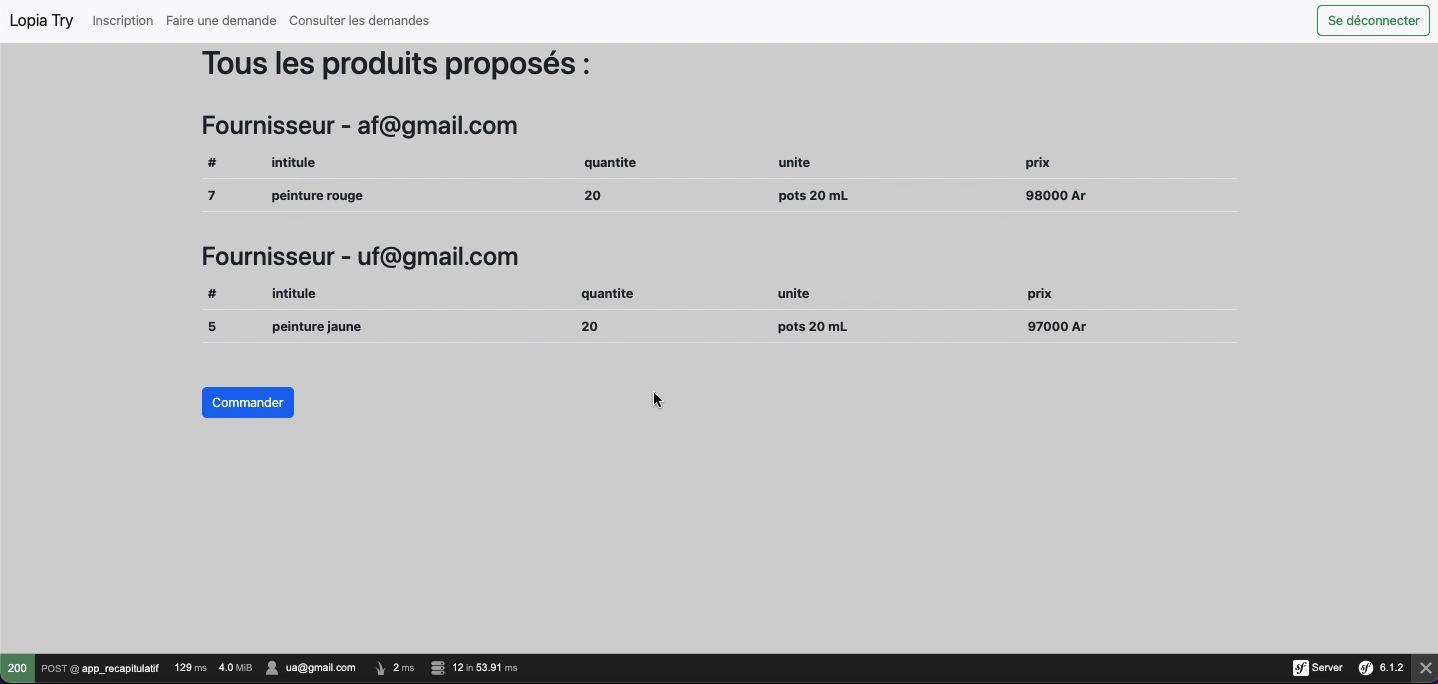 Lopia Try Inscription Faire une demande Consulter les demandes Se déconnecter
Tous les produits proposés :
Fournisseur - af@gmail.com
# intitule quantite unite prix
7 peinture rouge 20 pots 20 mL 98000 Ar
Fournisseur - uf@gmail.com
# intitule quantite unite prix
5 peinture jaune 20 pots 20 mL 97000 Ar
Commander
200 POST @ app_recapitulatif 129 ms 4.0 MiB ua@gmail.com 2 ms 12 in 53.91 ms sf Server sf 6.1.2